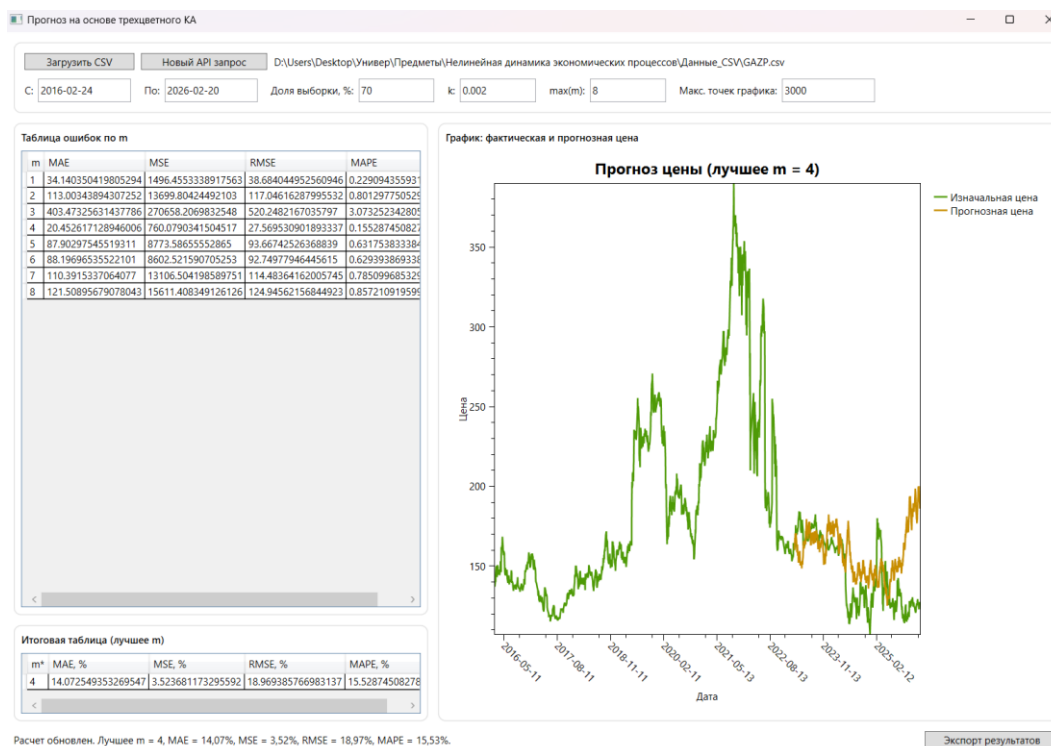 Прогноз на основе трехцветного КА
Загрузить CSV Новый API запрос D:\Users\Desktop\Универ\Предметы\Нелинейная динамика экономических процессов\Данные_CSV\GAZP.csv
С: 2016-02-24 По: 2026-02-20 Доля выборки, %: 70 k: 0.002 max(m): 8 Макс. точек графика: 3000
Таблица ошибок по m
m MAE MSE RMSE MAPE
1 34.140350419805294 1496.4553338917563 38.684044952560946 0.229094355931
2 113.00343894307252 13699.80424492103 117.04616287995532 0.801297750529
3 403.47325631437786 270658.2069832548 520.2482167035797 3.073252342805
4 20.452617128946006 760.0790341504517 27.569530901893337 0.155287450827
5 87.90297545519311 8773.58655552865 93.66742526368839 0.631753833384
6 88.19696535522101 8602.521590705253 92.74977946445615 0.629393869338
7 110.3915337064077 13106.504198589751 114.48364162005745 0.785099685329
8 121.50895679078043 15611.408349126126 124.94562156844923 0.857210919599
Итоговая таблица (лучшее m)
m* MAE, % MSE, % RMSE, % MAPE, %
4 14.072549353269547 3.523681173295592 18.969385766983137 15.52874508278
График: фактическая и прогнозная цена
Прогноз цены (лучшее m = 4)
Изначальная цена
Прогнозная цена
Цена
350
300
250
200
150
2016-05-11 2017-08-11 2018-11-11 2020-02-11 2021-05-13 2022-08-13 2023-11-13 2025-02-12
Дата
Расчет обновлен. Лучшее m = 4, MAE = 14,07%, MSE = 3,52%, RMSE = 18,97%, MAPE = 15,53%.
Экспорт результатов